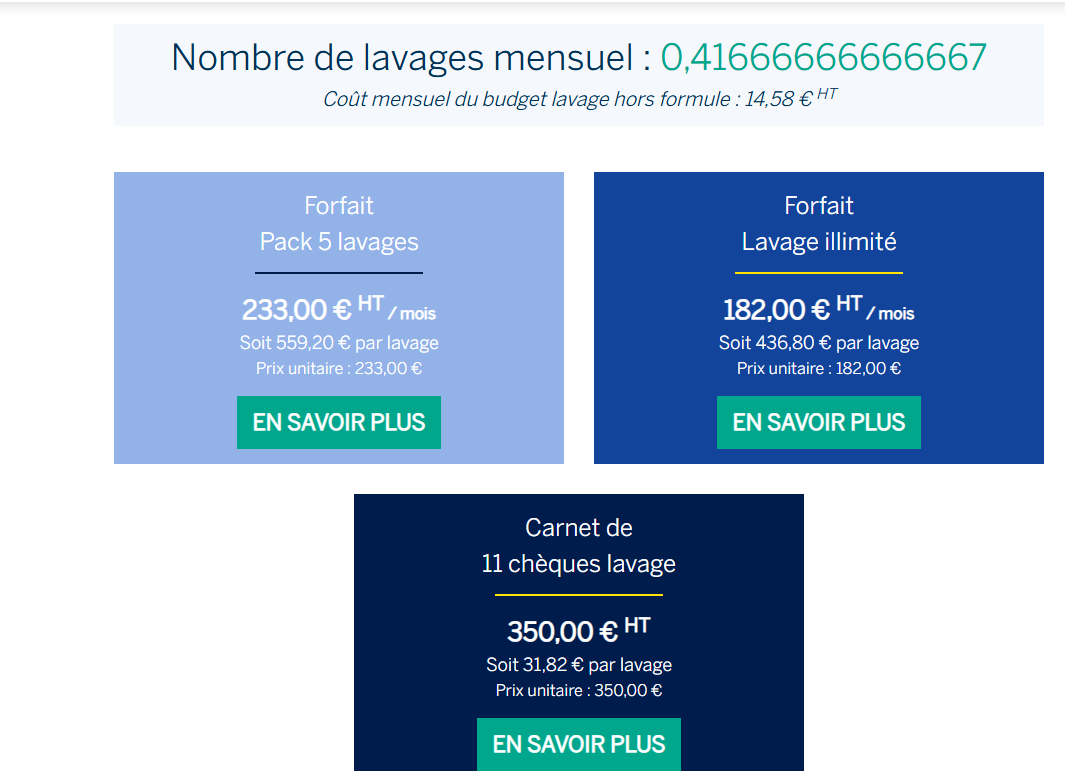 Nombre de lavages mensuel : 0,41666666666667
Coût mensuel du budget lavage hors formule : 14,58 € HT
Forfait
Pack 5 lavages
233,00 € HT / mois
Soit 559,20 € par lavage
Prix unitaire : 233,00 €
EN SAVOIR PLUS
Forfait
Lavage illimité
182,00 € HT / mois
Soit 436,80 € par lavage
Prix unitaire : 182,00 €
EN SAVOIR PLUS
Carnet de
11 chèques lavage
350,00 € HT
Soit 31,82 € par lavage
Prix unitaire : 350,00 €
EN SAVOIR PLUS